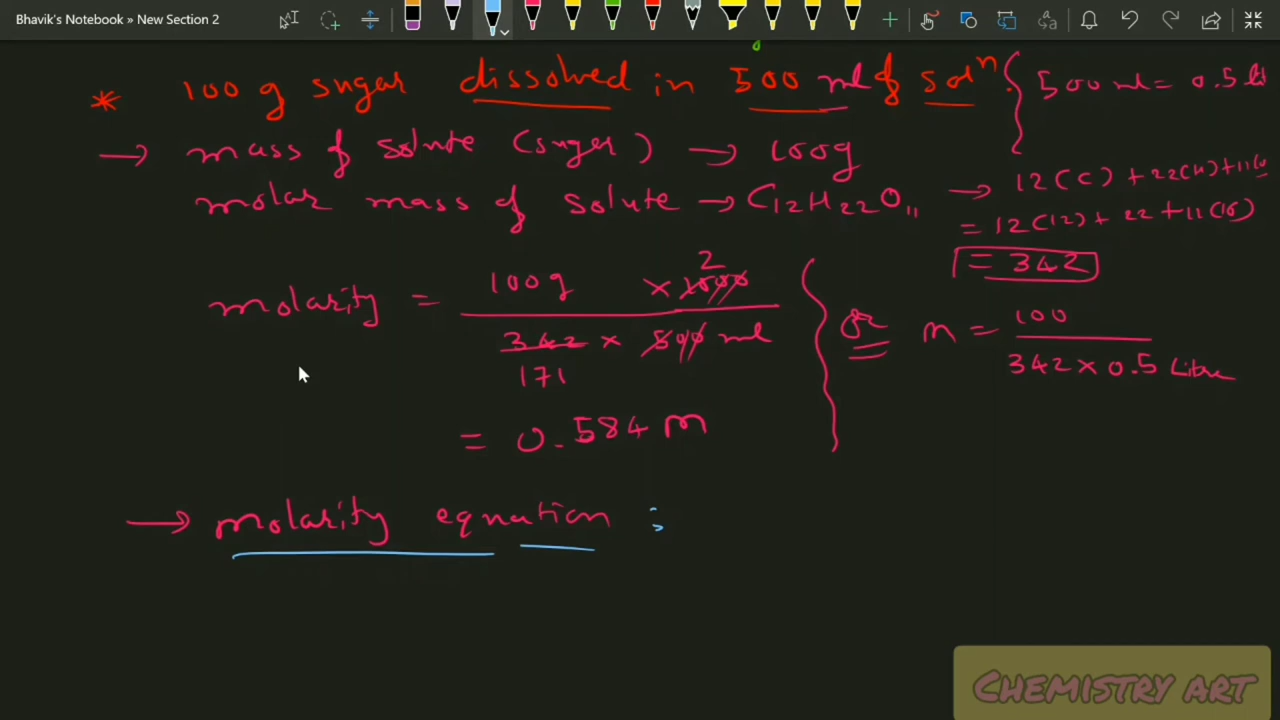 Bhavik's Notebook » New Section 2
* 100 g sugar dissolved in 500 ml of solⁿ. { 500 ml = 0.5 lit
→ mass of solute (suger) → 100g
molar mass of solute → C₁₂H₂₂O₁₁ → 12(C) + 22(H) + 11(O)
= 12(12) + 22 + 11(16)
= 342
molarity = 100g × 1000 / 342 × 500 ml
2
171
or M = 100 / 342 × 0.5 Litre
= 0.584 M
→ molarity equation :
CHEMISTRY ART